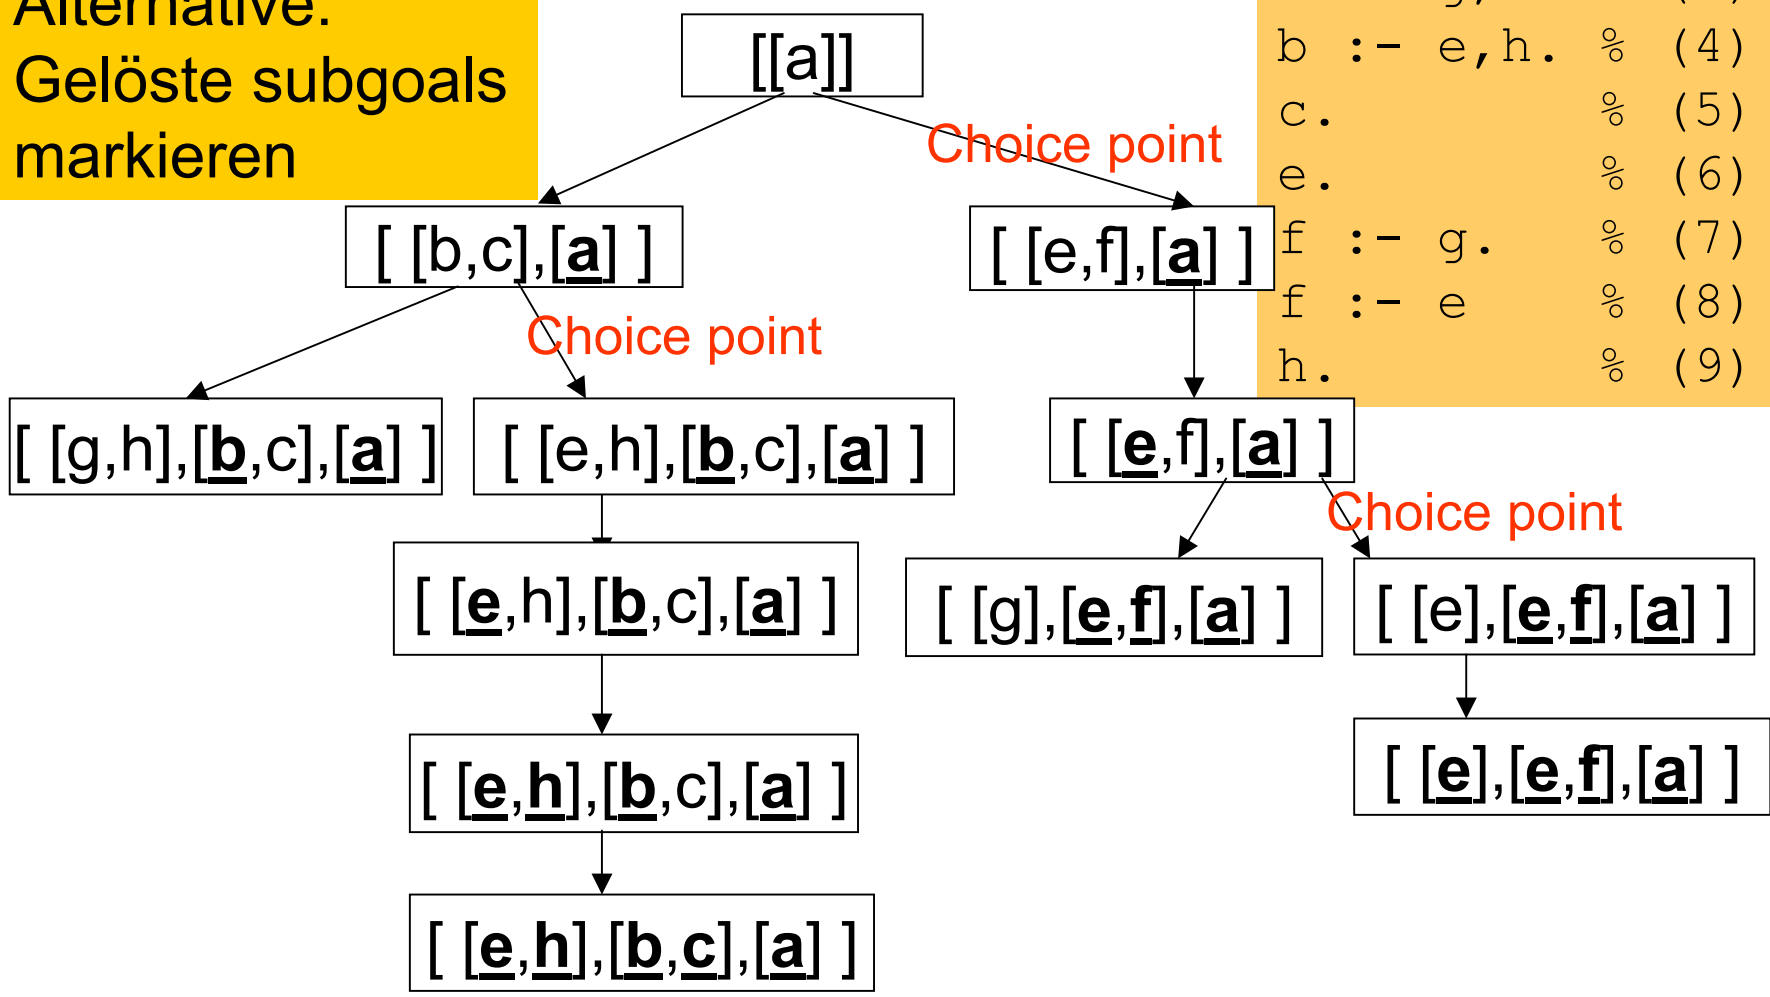 Alternative:
Gelöste subgoals
markieren
b :- e,h. % (4)
c. % (5)
e. % (6)
f :- g. % (7)
f :- e % (8)
h. % (9)
[[a]]
Choice point
[ [b,c],[a] ]
[ [e,f],[a] ]
Choice point
[ [g,h],[b,c],[a] ]
[ [e,h],[b,c],[a] ]
[ [e,f],[a] ]
Choice point
[ [e,h],[b,c],[a] ]
[ [g],[e,f],[a] ]
[ [e],[e,f],[a] ]
[ [e,h],[b,c],[a] ]
[ [e],[e,f],[a] ]
[ [e,h],[b,c],[a] ]